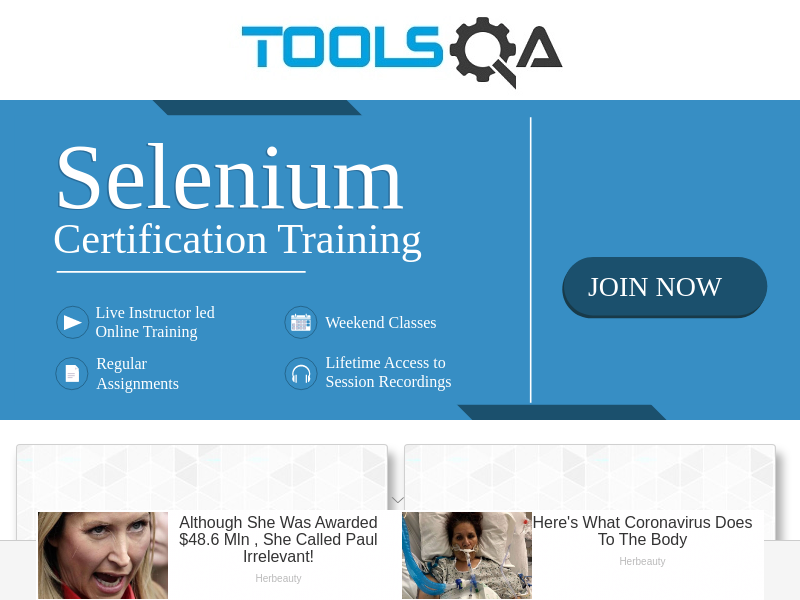 TOOLSQA
Selenium
Certification Training
Live Instructor led
Online Training
Weekend Classes
Regular
Assignments
Lifetime Access to
Session Recordings
JOIN NOW
Although She Was Awarded
$48.6 Mln , She Called Paul
Irrelevant!
Herbeauty
Here's What Coronavirus Does
To The Body
Herbeauty